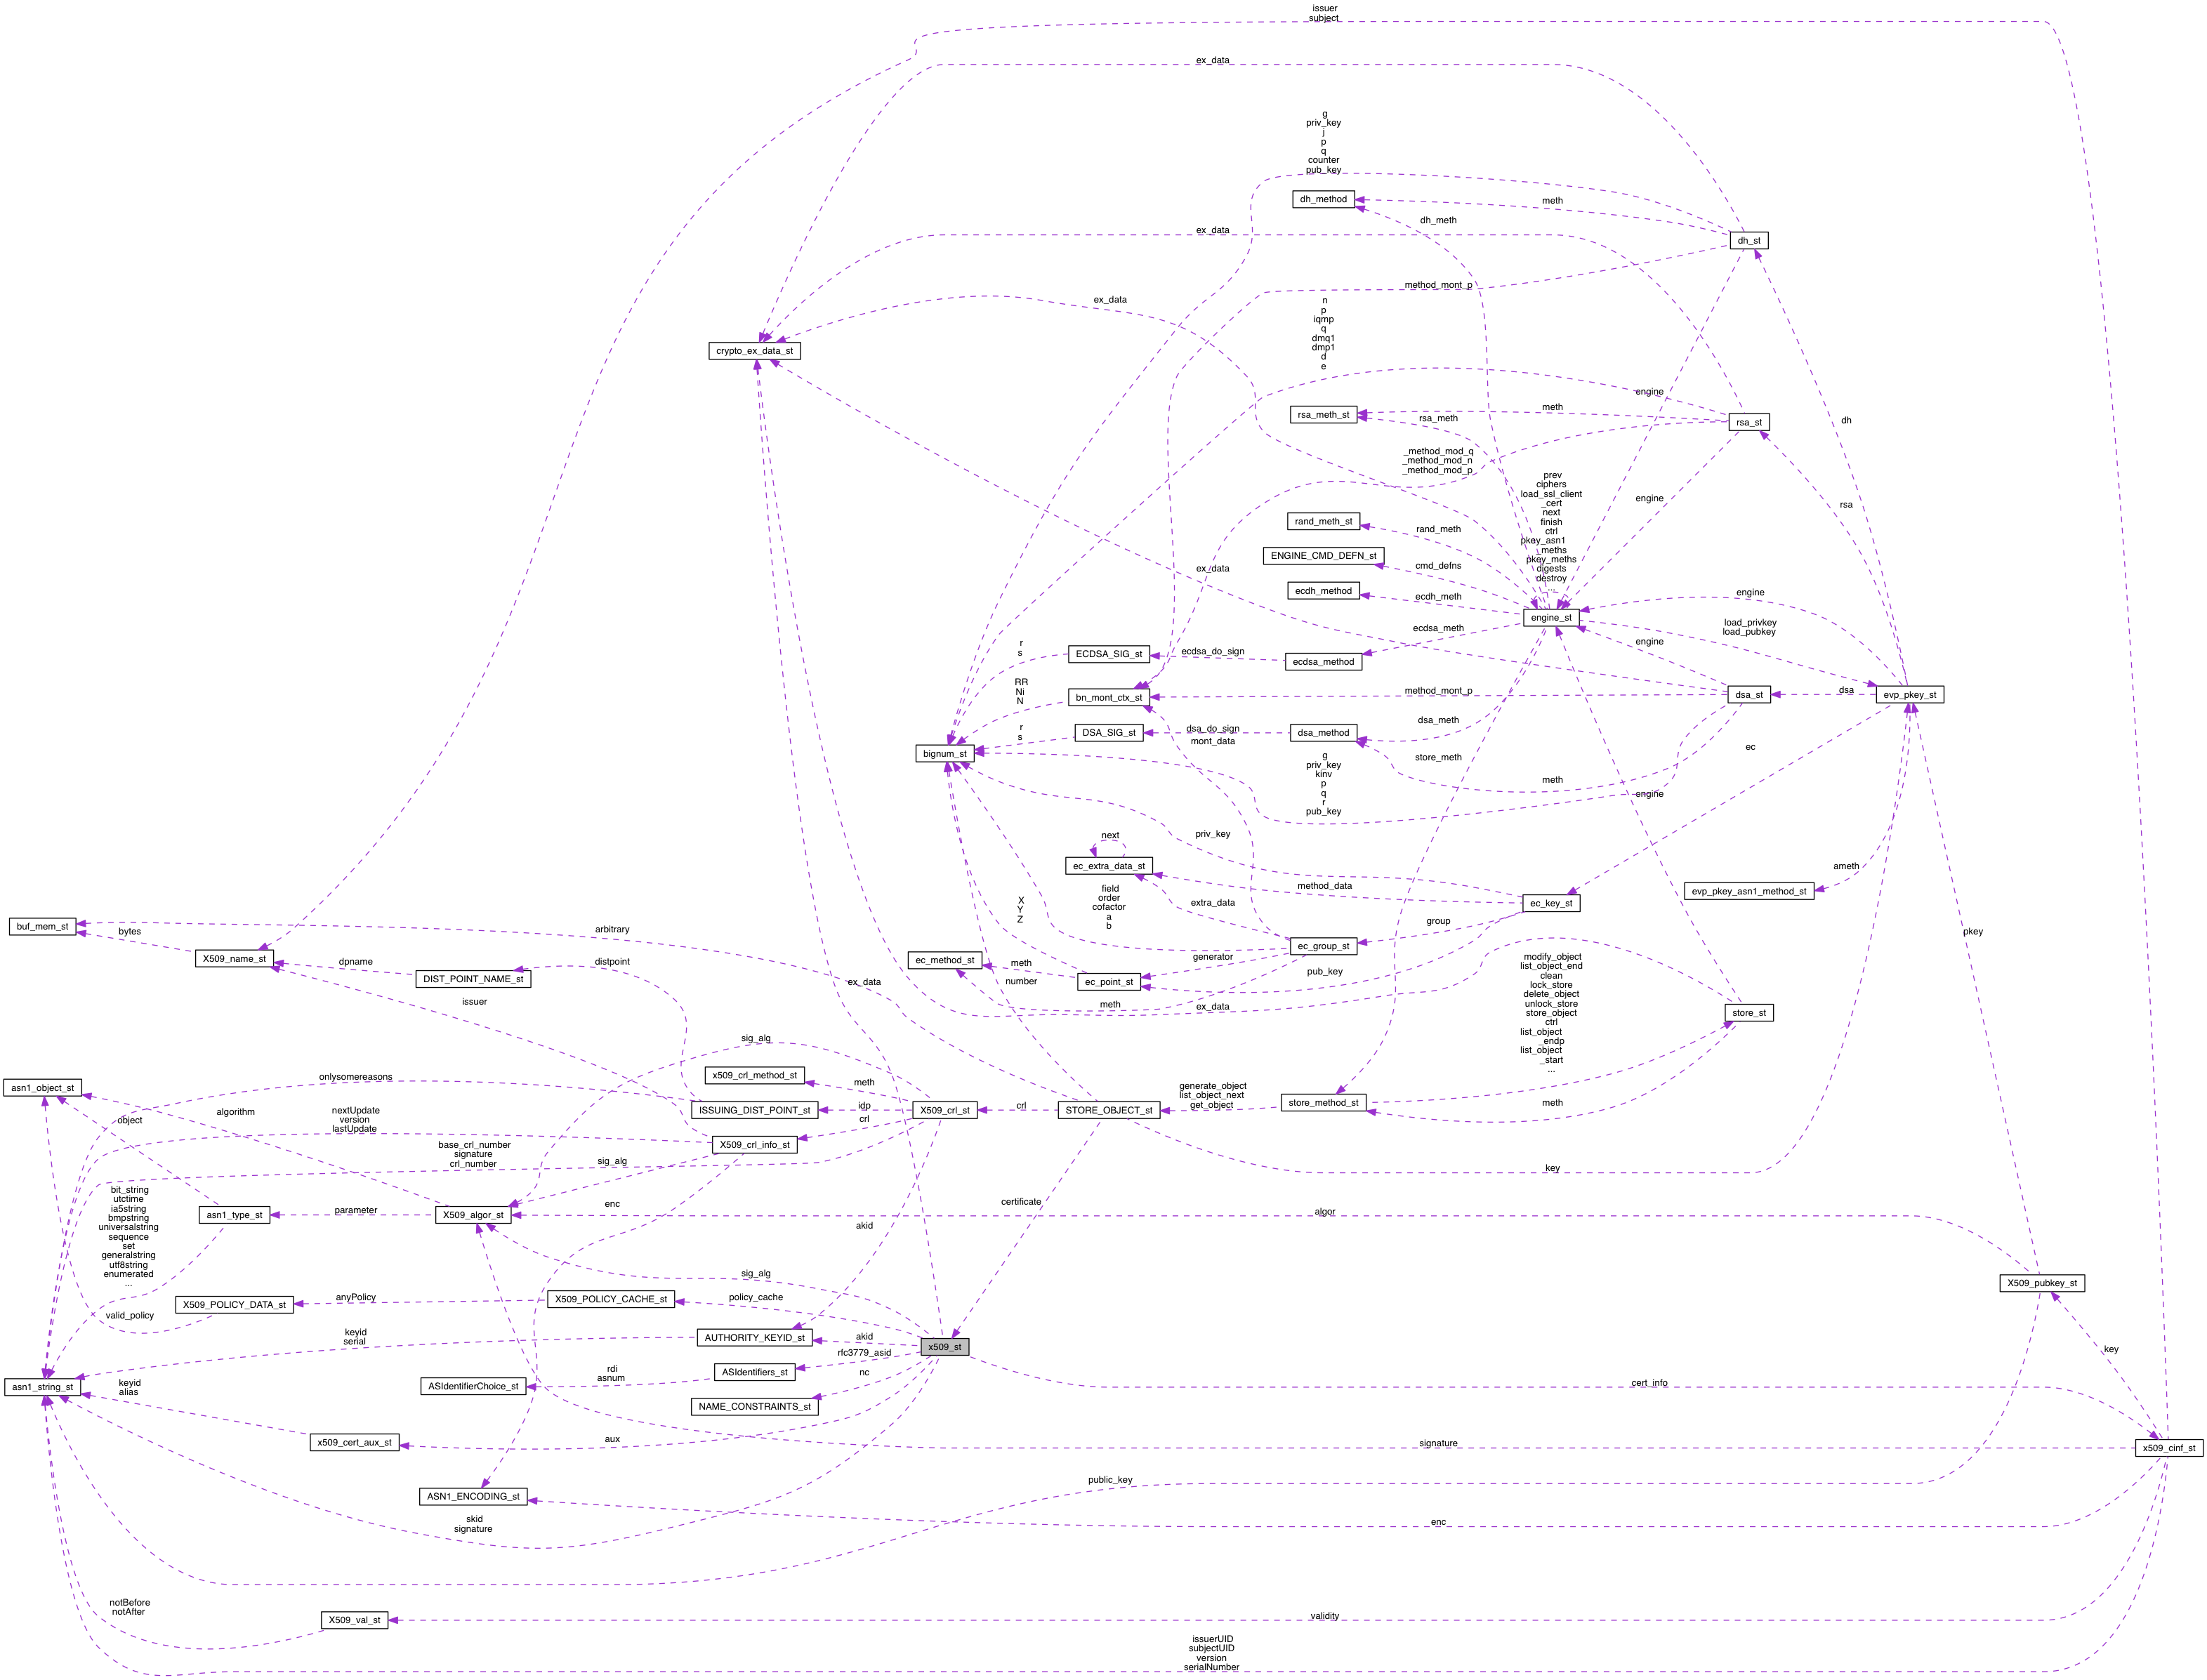 issuer
subject
ex_data
g
priv_key
j
p
q
counter
pub_key
dh_method
meth
dh_meth
ex_data
dh_st
method_mont_p
ex_data
n
p
iqmp
q
dmq1
dmp1
d
e
crypto_ex_data_st
engine
rsa_meth_st
meth
rsa_meth
rsa_st
dh
_method_mod_q
_method_mod_n
_method_mod_p
prev
ciphers
load_ssl_client
_cert
next
finish
ctrl
pkey_asn1
_meths
pkey_meths
digests
destroy
...
engine
rsa
rand_meth_st
rand_meth
ENGINE_CMD_DEFN_st
cmd_defns
ex_data
ecdh_method
ecdh_meth
engine
engine_st
load_privkey
load_pubkey
ecdsa_meth
engine
r
s
ECDSA_SIG_st
ecdsa_do_sign
ecdsa_method
RR
Ni
N
bn_mont_ctx_st
method_mont_p
dsa_st
dsa
evp_pkey_st
r
s
DSA_SIG_st
dsa_do_sign
mont_data
dsa_method
dsa_meth
bignum_st
ec
g
priv_key
kinv
p
q
r
pub_key
store_meth
meth
engine
priv_key
next
ec_extra_data_st
method_data
ameth
evp_pkey_asn1_method_st
field
order
cofactor
a
b
extra_data
ec_key_st
X
Y
Z
group
buf_mem_st
bytes
arbitrary
pkey
X509_name_st
dpname
distpoint
DIST_POINT_NAME_st
ec_method_st
meth
generator
ec_group_st
ec_point_st
pub_key
number
ex_data
issuer
meth
ex_data
modify_object
list_object_end
clean
lock_store
delete_object
unlock_store
store_object
ctrl
list_object
_endp
list_object
_start
...
store_st
sig_alg
asn1_object_st
onlysomereasons
x509_crl_method_st
meth
generate_object
list_object_next
get_object
store_method_st
meth
algorithm
nextUpdate
version
lastUpdate
ISSUING_DIST_POINT_st
idp
X509_crl_st
crl
STORE_OBJECT_st
object
crl
X509_crl_info_st
base_crl_number
signature
crl_number
sig_alg
key
bit_string
utctime
ia5string
bmpstring
universalstring
sequence
set
generalstring
utf8string
enumerated
...
asn1_type_st
parameter
X509_algor_st
enc
certificate
algor
akid
sig_alg
X509_pubkey_st
X509_POLICY_DATA_st
anyPolicy
X509_POLICY_CACHE_st
policy_cache
valid_policy
keyid
serial
AUTHORITY_KEYID_st
akid
x509_st
rfc3779_asid
key
asn1_string_st
keyid
alias
ASIdentifierChoice_st
rdi
asnum
ASIdentifiers_st
nc
cert_info
NAME_CONSTRAINTS_st
x509_cert_aux_st
aux
signature
x509_cinf_st
public_key
ASN1_ENCODING_st
skid
signature
enc
notBefore
notAfter
X509_val_st
validity
issuerUID
subjectUID
version
serialNumber